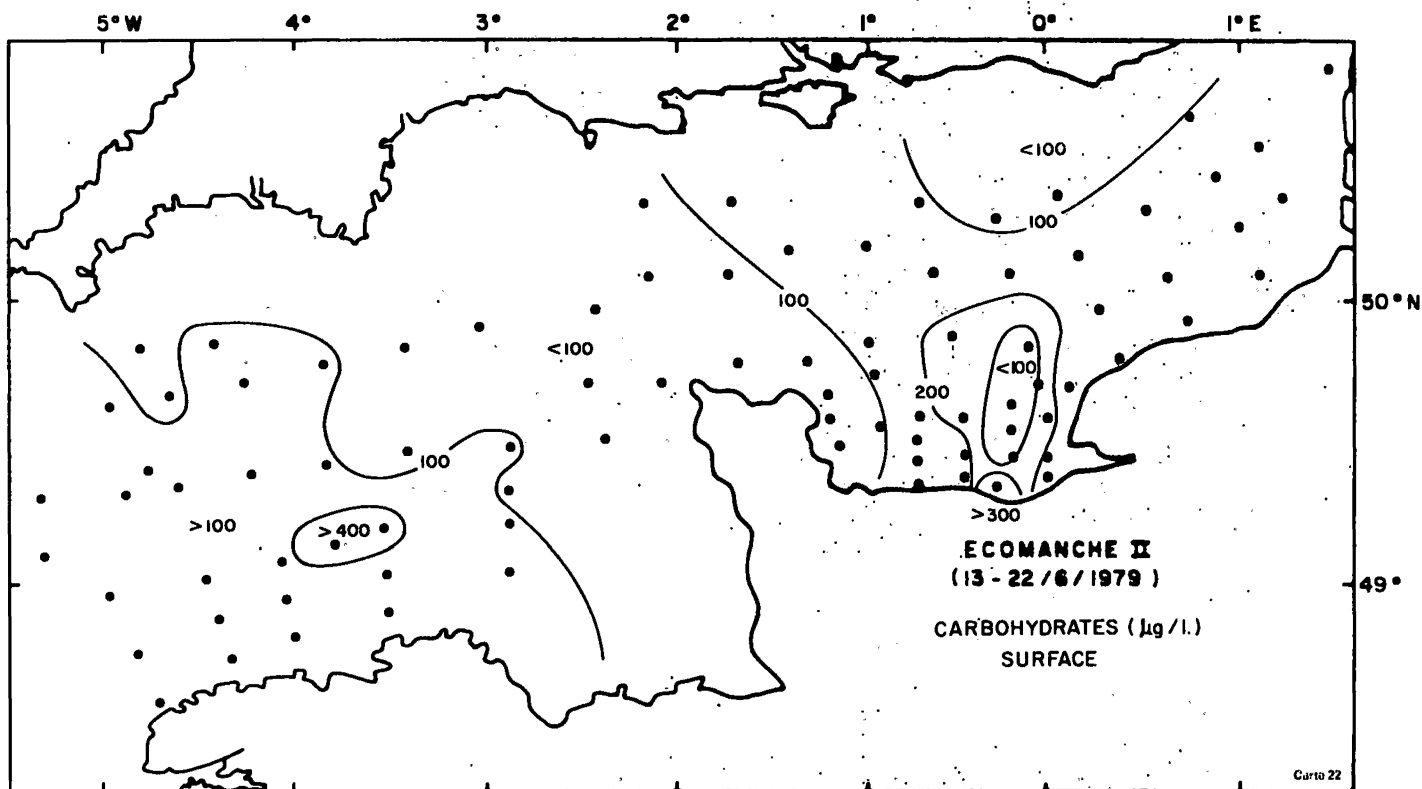 5° W 4° 3° 2° 1° 0° 1° E
<100
100
100
50° N
<100
<100
200
100
>100
>400
>300
ECOMANCHE II
(13 - 22 /6 /1979 )
49°
CARBOHYDRATES (µg /l.)
SURFACE
Carte 22